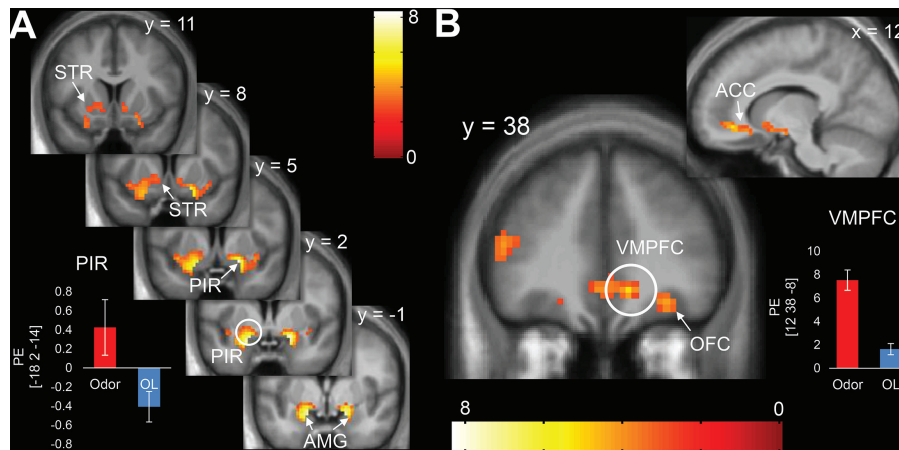 A
y = 11
STR
y = 8
STR
y = 5
PIR
y = 2
PIR
y = -1
AMG
8
0
PIR
0.8
0.6
0.4
0.2
0
-0.2
-0.4
-0.6
-0.8
PE
[-18 2 -14]
Odor
OL
B
x = 12
ACC
y = 38
VMPFC
OFC
8
0
VMPFC
10
8
6
4
2
0
PE
[12 38 -8]
Odor
OL